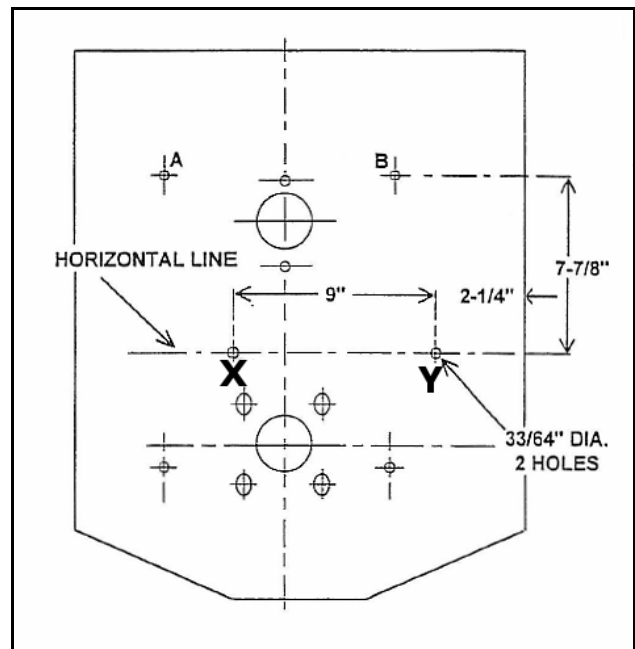 A
B
HORIZONTAL LINE
7-7/8"
9"
2-1/4"
X
Y
33/64" DIA.
2 HOLES